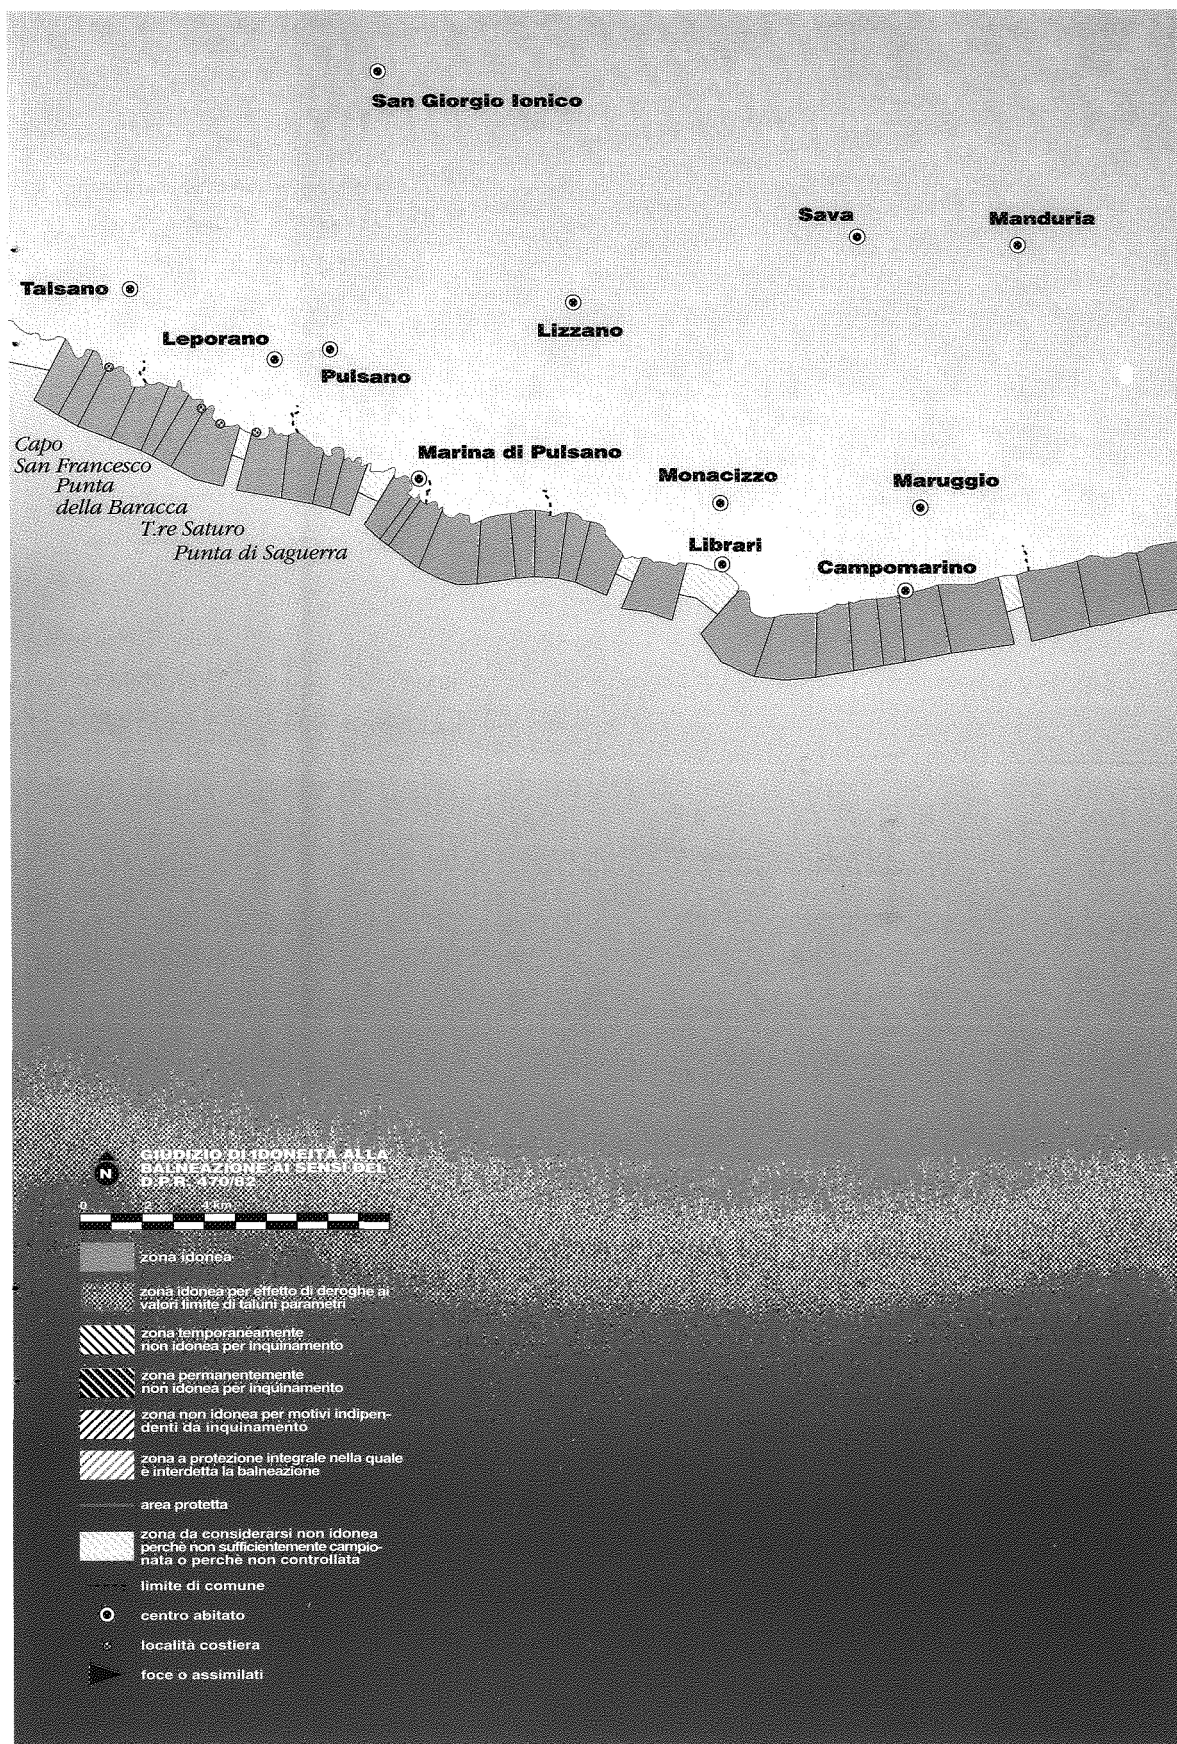 San Giorgio Ionico
Sava
Manduria
Talsano
Lizzano
Leporano
Pulsano
Capo
San Francesco
Punta
della Baracca
T.re Saturo
Punta di Saguerra
Marina di Pulsano
Monacizzo
Maruggio
Librari
Campomarino
N
GIUDIZIO DI IDONEITÀ ALLA
BALNEAZIONE AI SENSI DEL
D.P.R. 470/82
0 2 4 km
zona idonea
zona idonea per effetto di deroghe ai
valori limite di taluni parametri
zona temporaneamente
non idonea per inquinamento
zona permanentemente
non idonea per inquinamento
zona non idonea per motivi indipen-
denti da inquinamento
zona a protezione integrale nella quale
è interdetta la balneazione
area protetta
zona da considerarsi non idonea
perchè non sufficientemente campio-
nata o perchè non controllata
limite di comune
centro abitato
località costiera
foce o assimilati